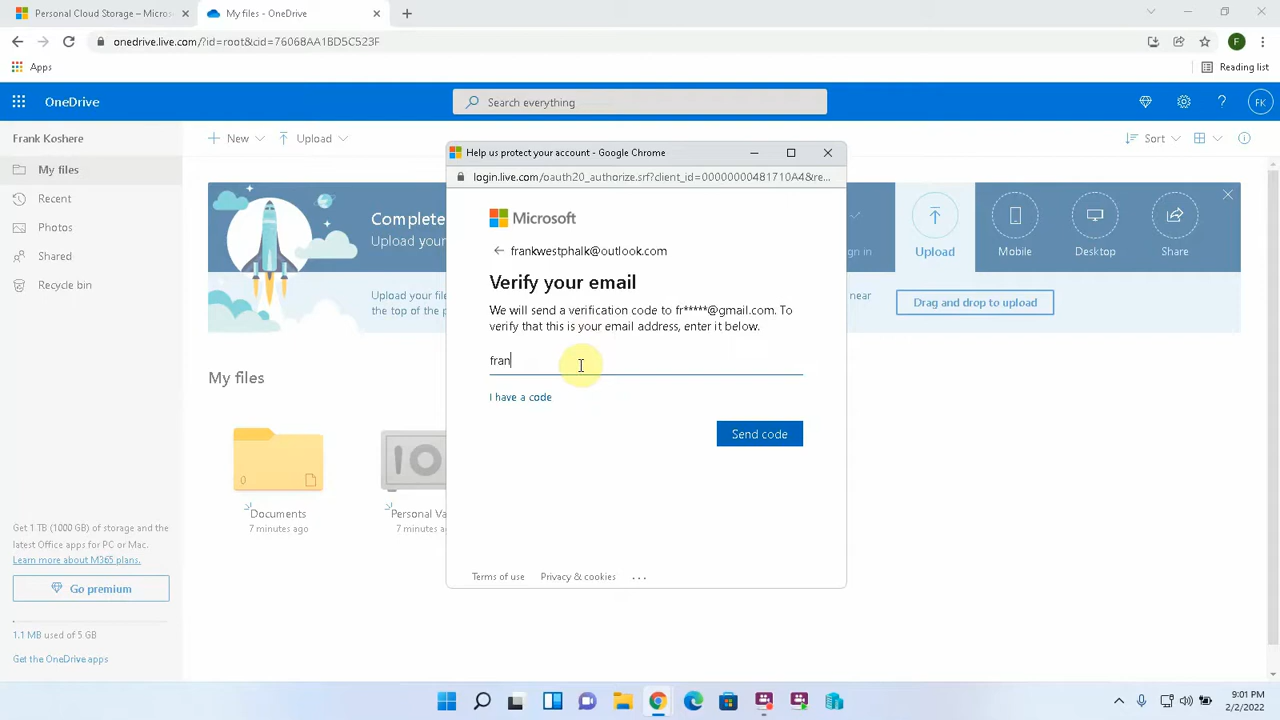 Personal Cloud Storage – Micros
My files - OneDrive
onedrive.live.com/?id=root&cid=76068AA1BD5C523F
F
Apps
Reading list
OneDrive
Search everything
FK
Frank Koshere
New
Upload
Sort
My files
Recent
Photos
Shared
Recycle bin
Complete
Upload your
Upload your file
the top of the p
gn in
Upload
Mobile
Desktop
Share
near
Drag and drop to upload
My files
0
Documents
7 minutes ago
Personal Va
7 minutes a
Help us protect your account - Google Chrome
login.live.com/oauth20_authorize.srf?client_id=00000000481710A4&re...
Microsoft
frankwestphalk@outlook.com
Verify your email
We will send a verification code to fr*****@gmail.com. To
verify that this is your email address, enter it below.
fran
I have a code
Send code
Terms of use
Privacy & cookies
...
Get 1 TB (1000 GB) of storage and the
latest Office apps for PC or Mac.
Learn more about M365 plans.
Go premium
1.1 MB used of 5 GB
Get the OneDrive apps
9:01 PM
2/2/2022